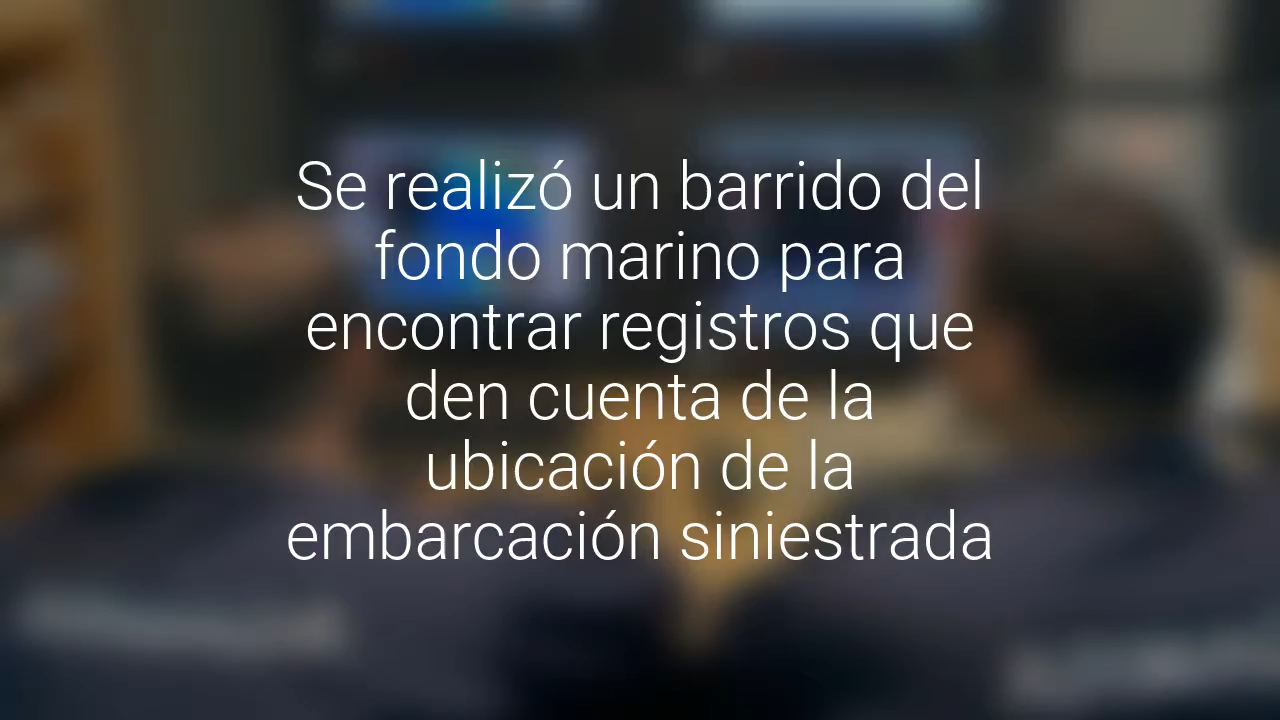 Se realizó un barrido del
fondo marino para
encontrar registros que
den cuenta de la
ubicación de la
embarcación siniestrada